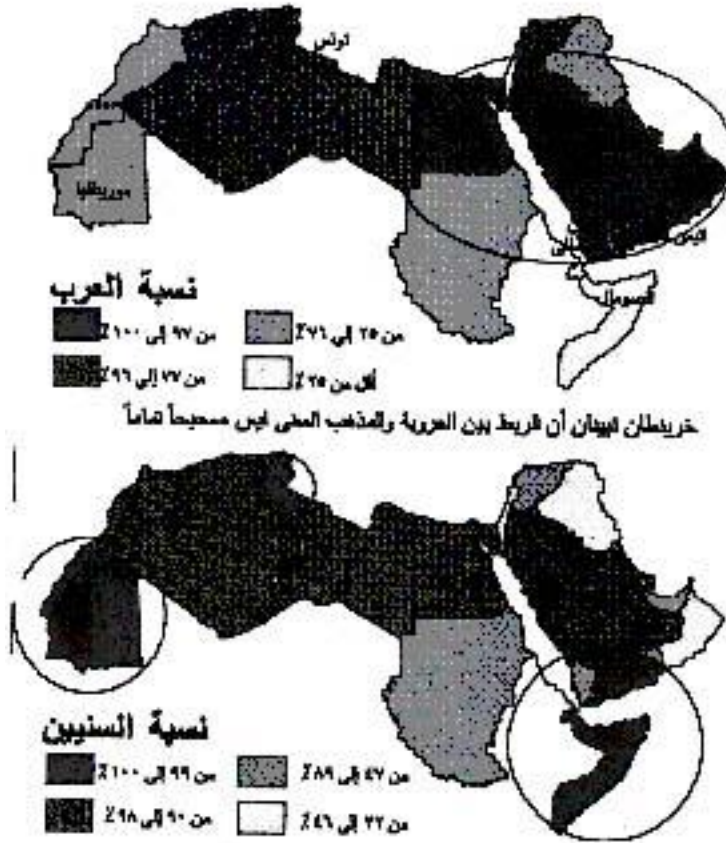 تونس
موريتانيا
اليمن
الصومال
نسبة العرب
من ٩٧ إلى ١٠٠٪
من ٢٥ إلى ٧٦٪
من ٧٧ إلى ٩٦٪
أقل من ٢٥٪
خريطتان تبينان أن الربط بين العروبة والمذهب السني ليس صحيحاً تماماً
نسبة السنيين
من ٩٩ إلى ١٠٠٪
من ٤٧ إلى ٨٩٪
من ٩٠ إلى ٩٨٪
من ٢٢ إلى ٤٦٪